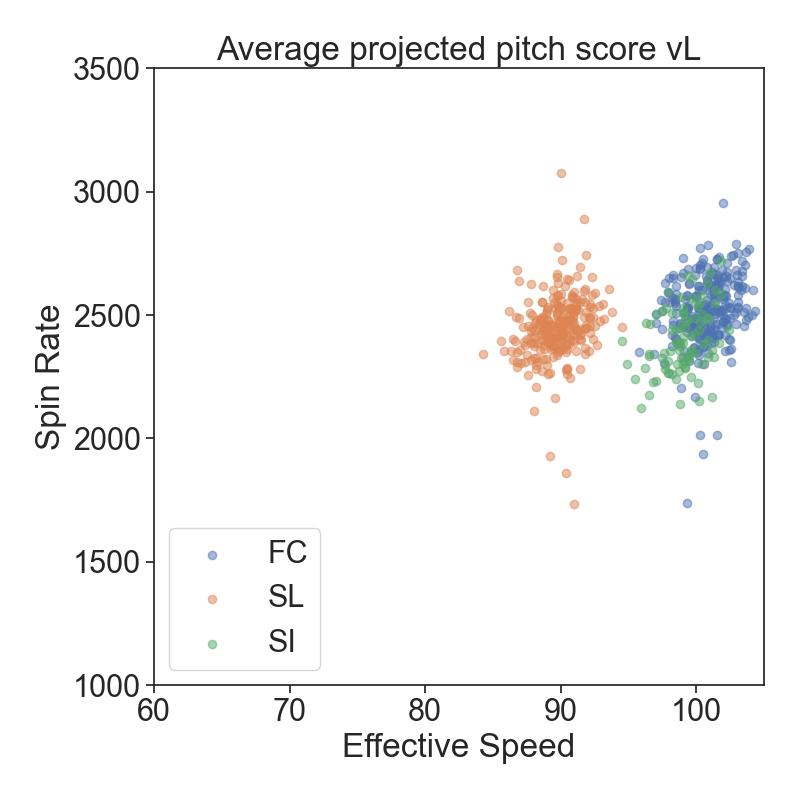 Average projected pitch score vL
3500
3000
2500
2000
1500
1000
Spin Rate
FC
SL
SI
60 70 80 90 100
Effective Speed